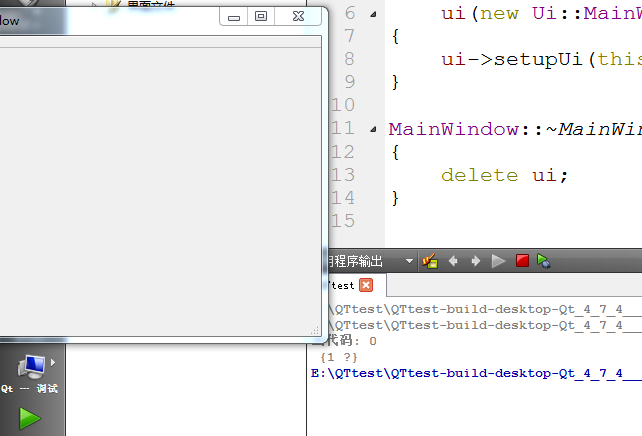 界面文件
dow
6 ui(new Ui::MainW
7 {
8 ui->setupUi(this
9 }
10
11 MainWindow::~MainWin
12 {
13 delete ui;
14 }
15
用程序输出
Ttest
\QTtest\QTtest-build-desktop-Qt_4_7_4__
\QTtest\QTtest-build-desktop-Qt_4_7_4__
代码: 0
{1 ?}
E:\QTtest\QTtest-build-desktop-Qt_4_7_4__
Qt — 调试